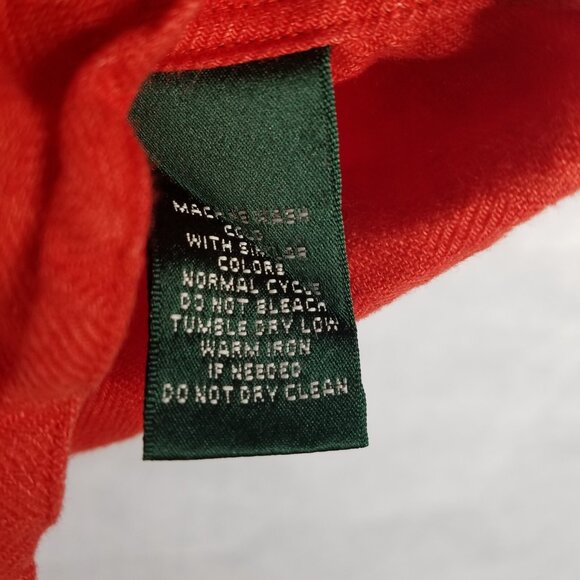 MACHINE WASH
COLD
WITH SIMILAR
COLORS
NORMAL CYCLE
DO NOT BLEACH
TUMBLE DRY LOW
WARM IRON
IF NEEDED
DO NOT DRY CLEAN